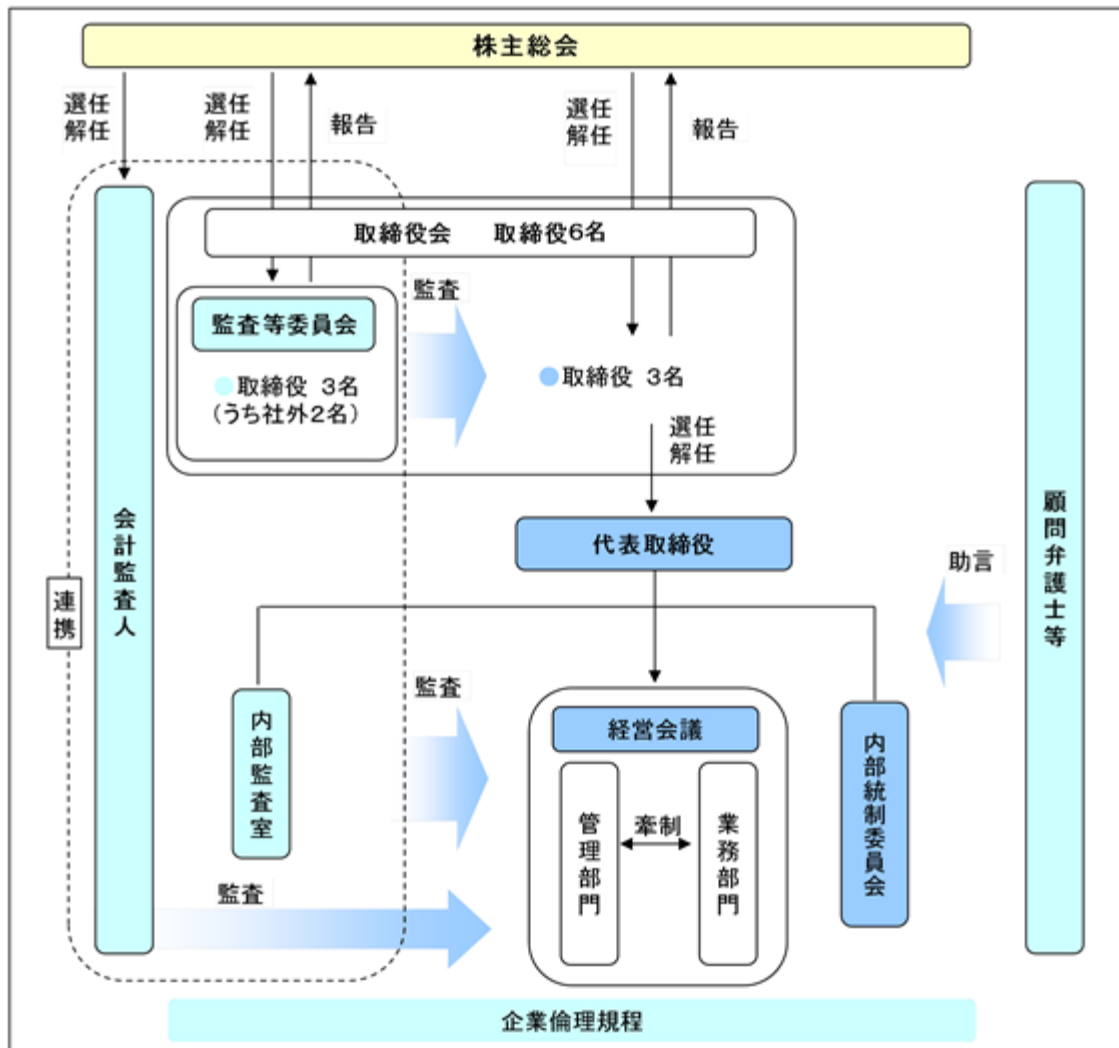 株主総会
選任
解任
選任
解任
報告
選任
解任
報告
取締役会 取締役6名
監査等委員会
取締役 3名
(うち社外2名)
監査
取締役 3名
選任
解任
代表取締役
会計監査人
連携
顧問弁護士等
助言
内部監査室
監査
監査
経営会議
管理部門
牽制
業務部門
内部統制委員会
企業倫理規程